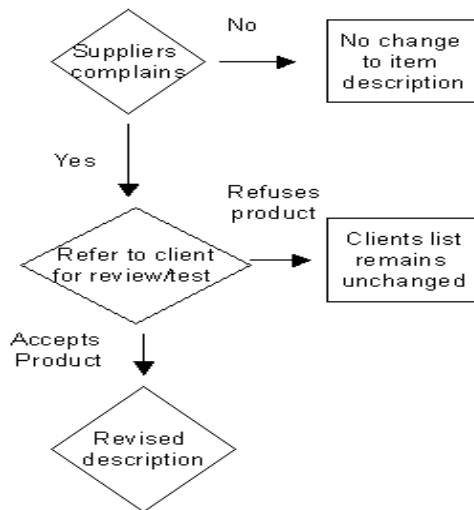 Suppliers
complains
No
No change
to item
description
Yes
Refer to client
for review/test
Refuses
product
Clients list
remains
unchanged
Accepts
Product
Revised
description